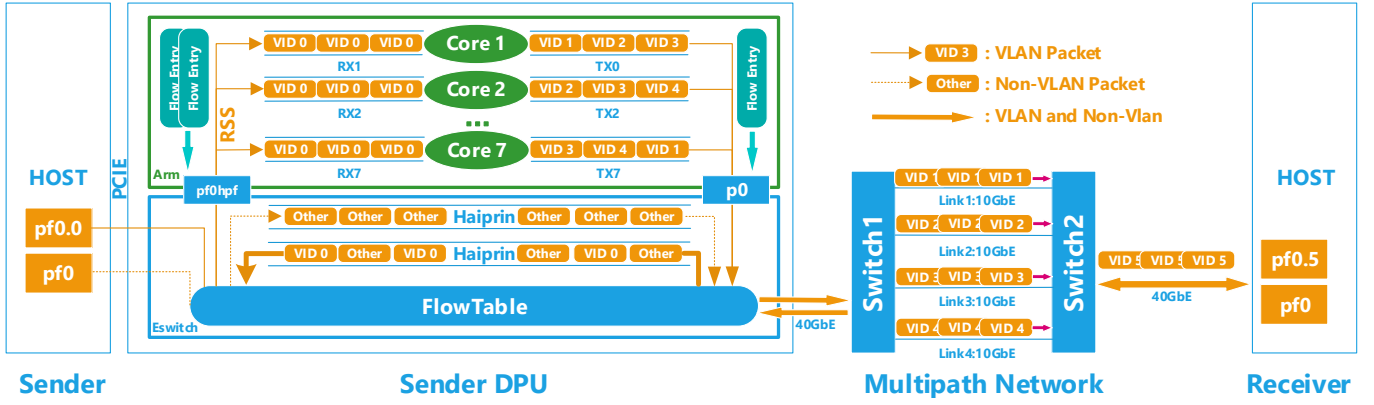 Flow Entry
Flow Entry
RSS
VID 0 VID 0 VID 0 Core 1 VID 1 VID 2 VID 3
RX1 TX0
VID 0 VID 0 VID 0 Core 2 VID 2 VID 3 VID 4
RX2 TX2
...
VID 0 VID 0 VID 0 Core 7 VID 3 VID 4 VID 1
RX7 TX7
Flow Entry
Arm
pf0hpf
p0
PCIE
HOST
pf0.0
pf0
Other Other Other Haiprin Other Other Other
VID 0 Other VID 0 Haiprin Other VID 0 Other
FlowTable
Eswitch
40GbE
VID 3 : VLAN Packet
Other : Non-VLAN Packet
: VLAN and Non-Vlan
Switch1
VID 1 VID 1 VID 1
Link1:10GbE
VID 2 VID 2 VID 2
Link2:10GbE
VID 3 VID 3 VID 3
Link3:10GbE
VID 4 VID 4 VID 4
Link4:10GbE
Switch2
VID 5 VID 5 VID 5
40GbE
HOST
pf0.5
pf0
Sender Sender DPU Multipath Network Receiver